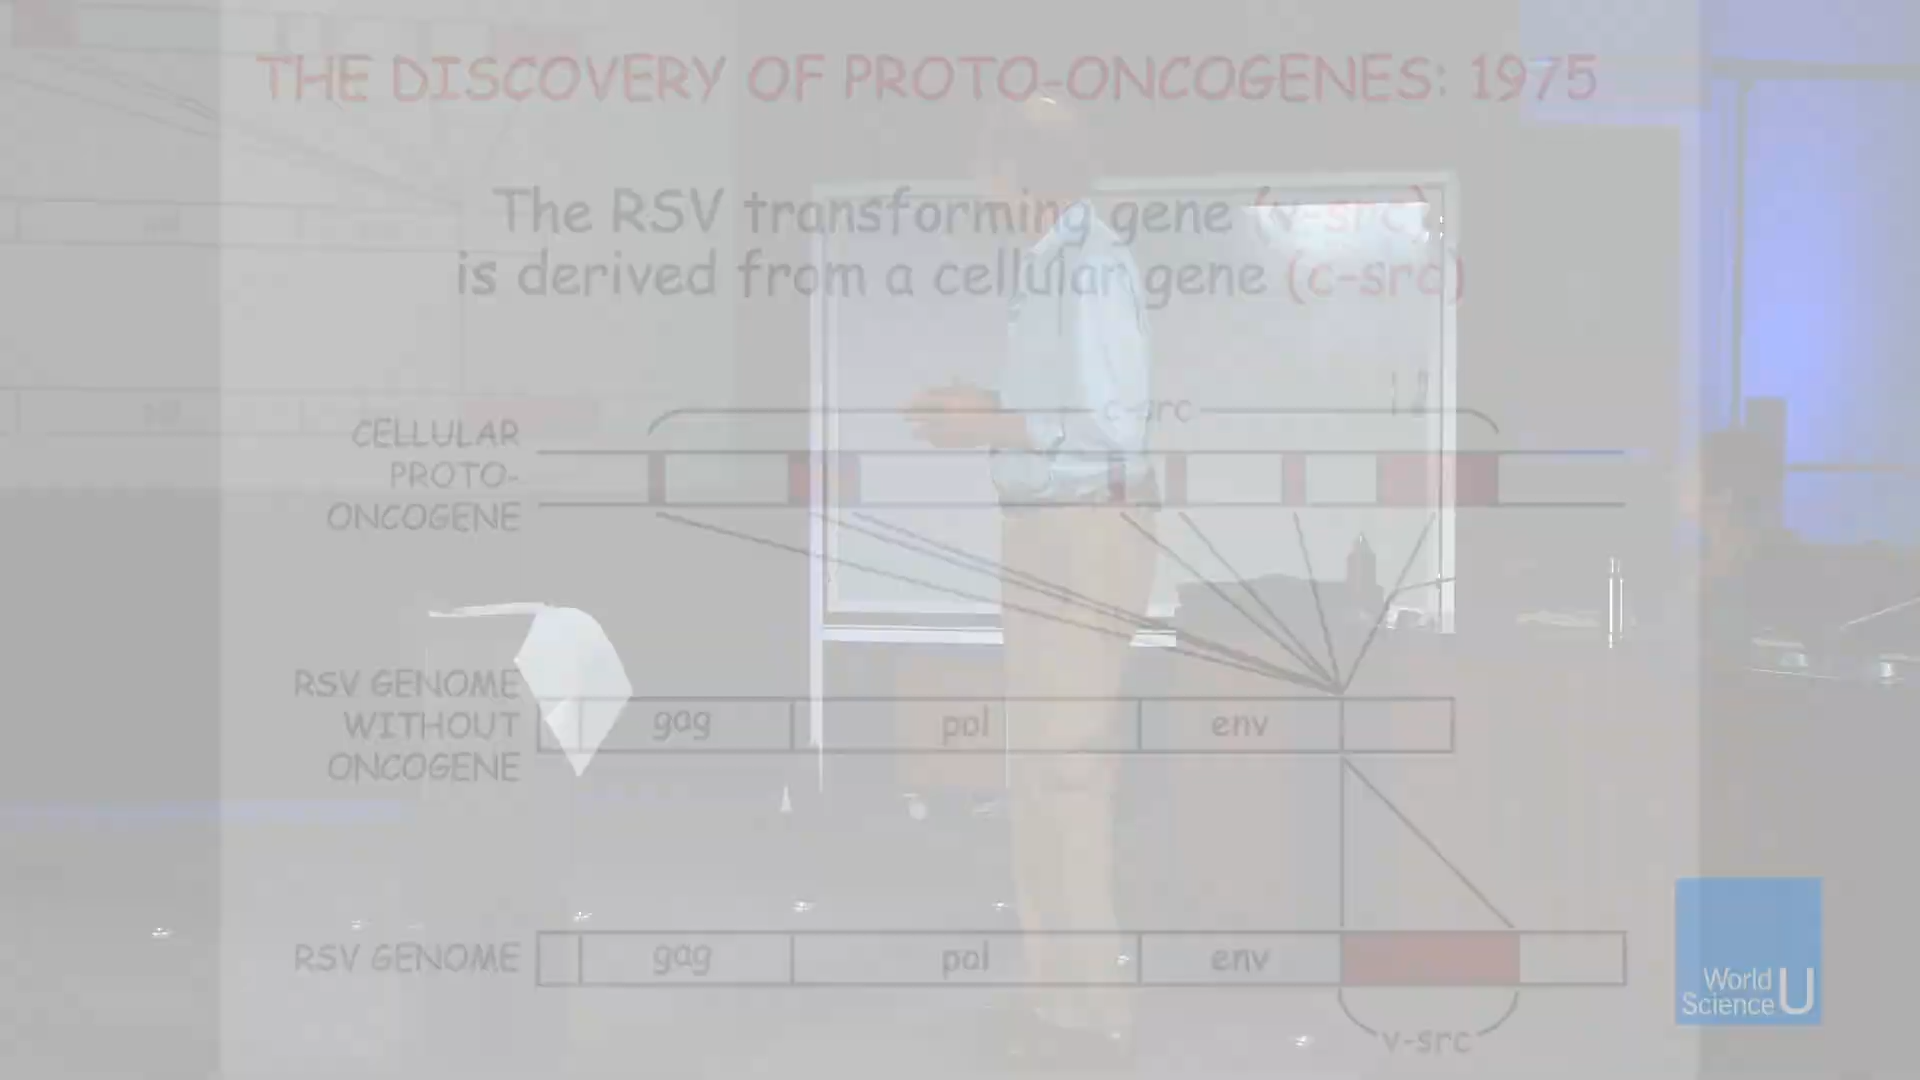 THE DISCOVERY OF PROTO-ONCOGENES: 1975
The RSV transforming gene (v-src)
is derived from a cellular gene (c-src)
c-src
CELLULAR
PROTO-
ONCOGENE
RSV GENOME
WITHOUT
ONCOGENE
gag pol env
RSV GENOME
gag pol env
v-src
World
Science U